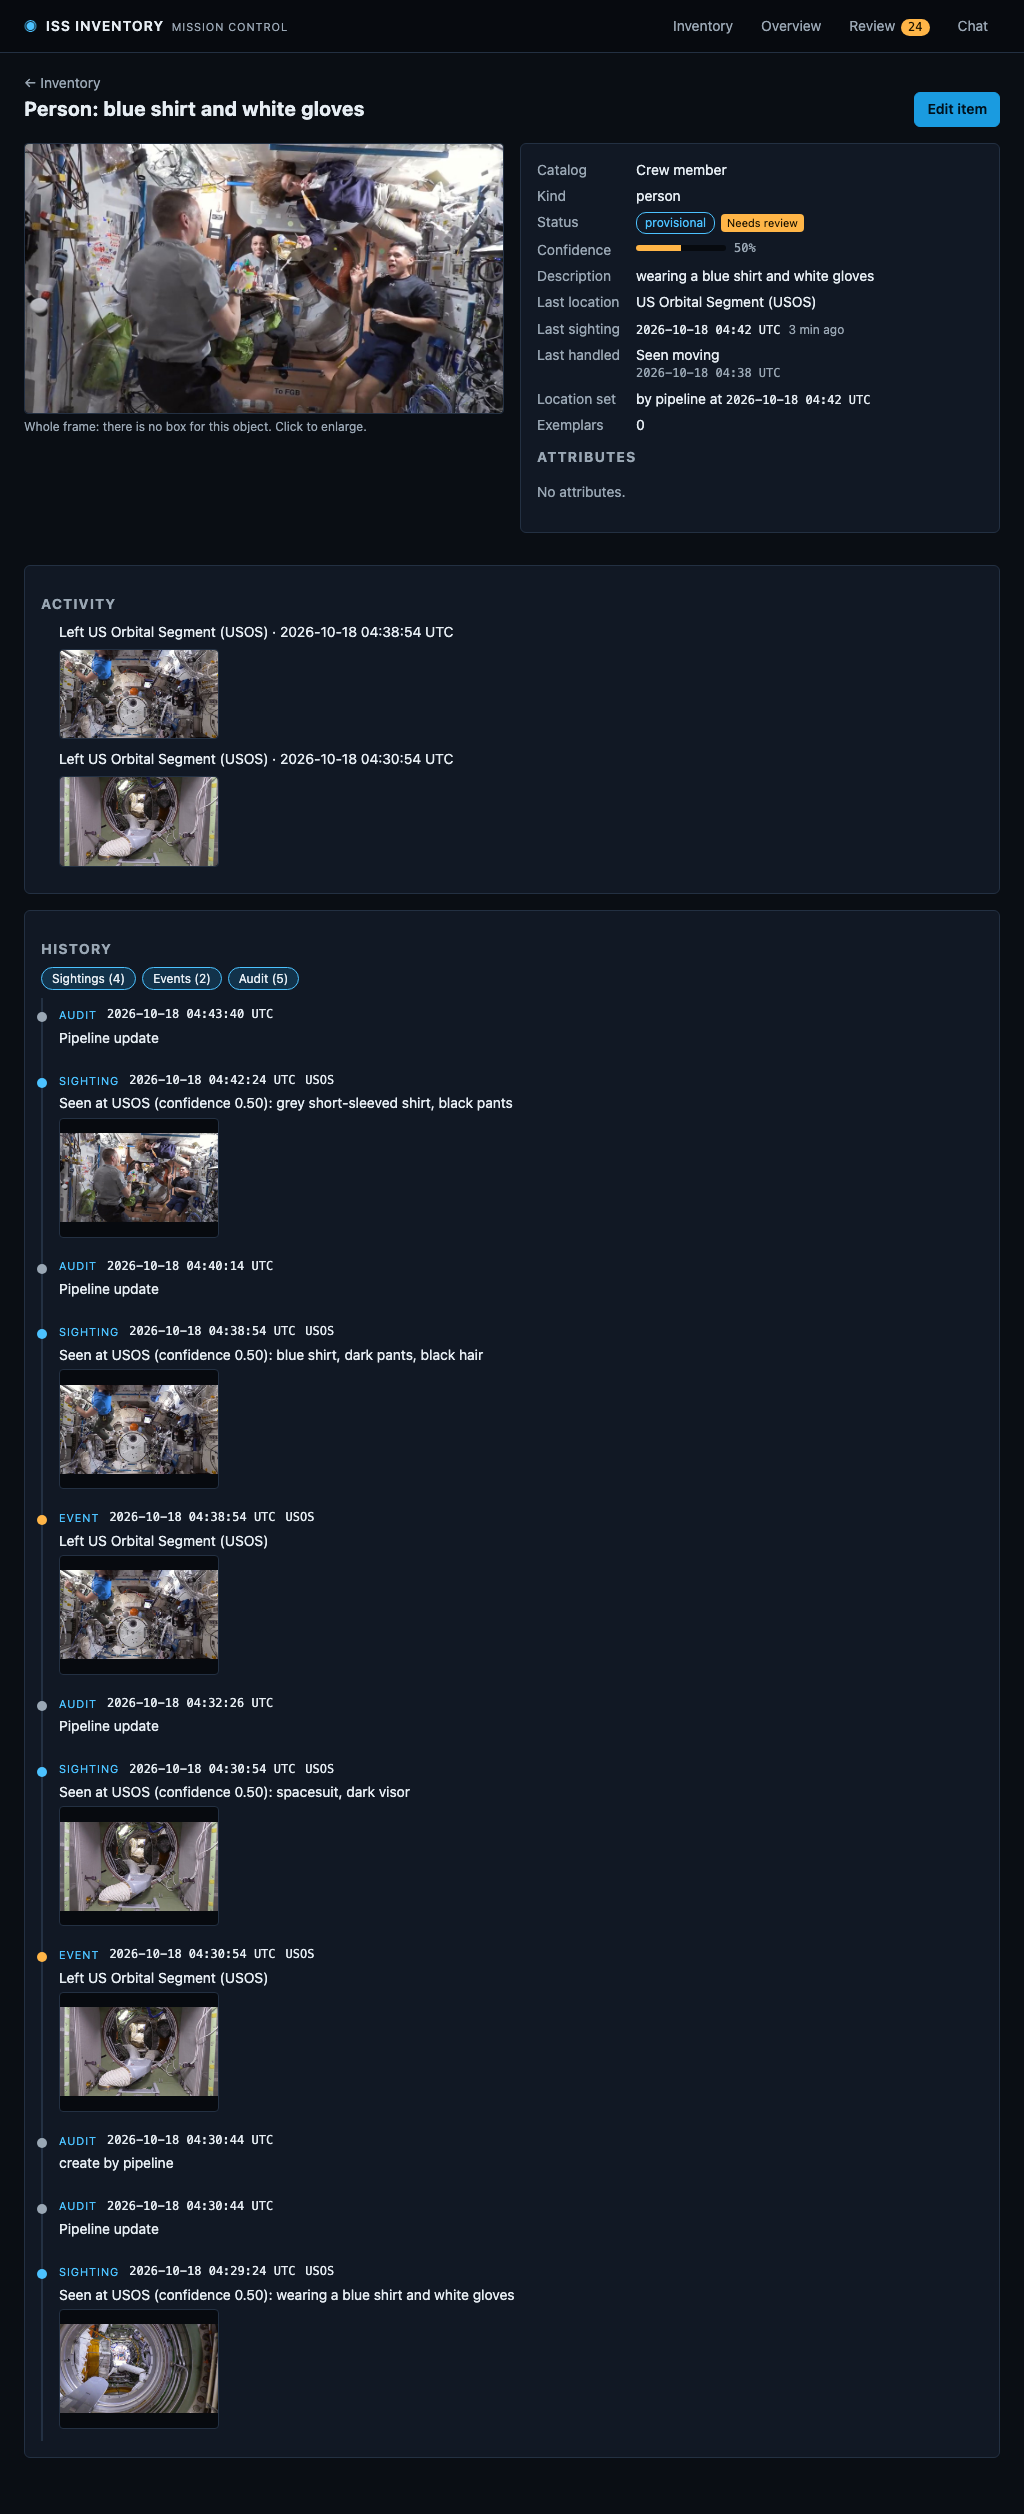 ISS INVENTORY MISSION CONTROL
Inventory Overview Review 24 Chat
← Inventory
Person: blue shirt and white gloves
Edit item
To FGB
Whole frame: there is no box for this object. Click to enlarge.
Catalog Crew member
Kind person
Status provisional Needs review
Confidence 50%
Description wearing a blue shirt and white gloves
Last location US Orbital Segment (USOS)
Last sighting 2026-10-18 04:42 UTC 3 min ago
Last handled Seen moving
2026-10-18 04:38 UTC
Location set by pipeline at 2026-10-18 04:42 UTC
Exemplars 0
ATTRIBUTES
No attributes.
ACTIVITY
Left US Orbital Segment (USOS) · 2026-10-18 04:38:54 UTC
Left US Orbital Segment (USOS) · 2026-10-18 04:30:54 UTC
HISTORY
Sightings (4) Events (2) Audit (5)
AUDIT 2026-10-18 04:43:40 UTC
Pipeline update
SIGHTING 2026-10-18 04:42:24 UTC USOS
Seen at USOS (confidence 0.50): grey short-sleeved shirt, black pants
AUDIT 2026-10-18 04:40:14 UTC
Pipeline update
SIGHTING 2026-10-18 04:38:54 UTC USOS
Seen at USOS (confidence 0.50): blue shirt, dark pants, black hair
EVENT 2026-10-18 04:38:54 UTC USOS
Left US Orbital Segment (USOS)
AUDIT 2026-10-18 04:32:26 UTC
Pipeline update
SIGHTING 2026-10-18 04:30:54 UTC USOS
Seen at USOS (confidence 0.50): spacesuit, dark visor
EVENT 2026-10-18 04:30:54 UTC USOS
Left US Orbital Segment (USOS)
AUDIT 2026-10-18 04:30:44 UTC
create by pipeline
AUDIT 2026-10-18 04:30:44 UTC
Pipeline update
SIGHTING 2026-10-18 04:29:24 UTC USOS
Seen at USOS (confidence 0.50): wearing a blue shirt and white gloves